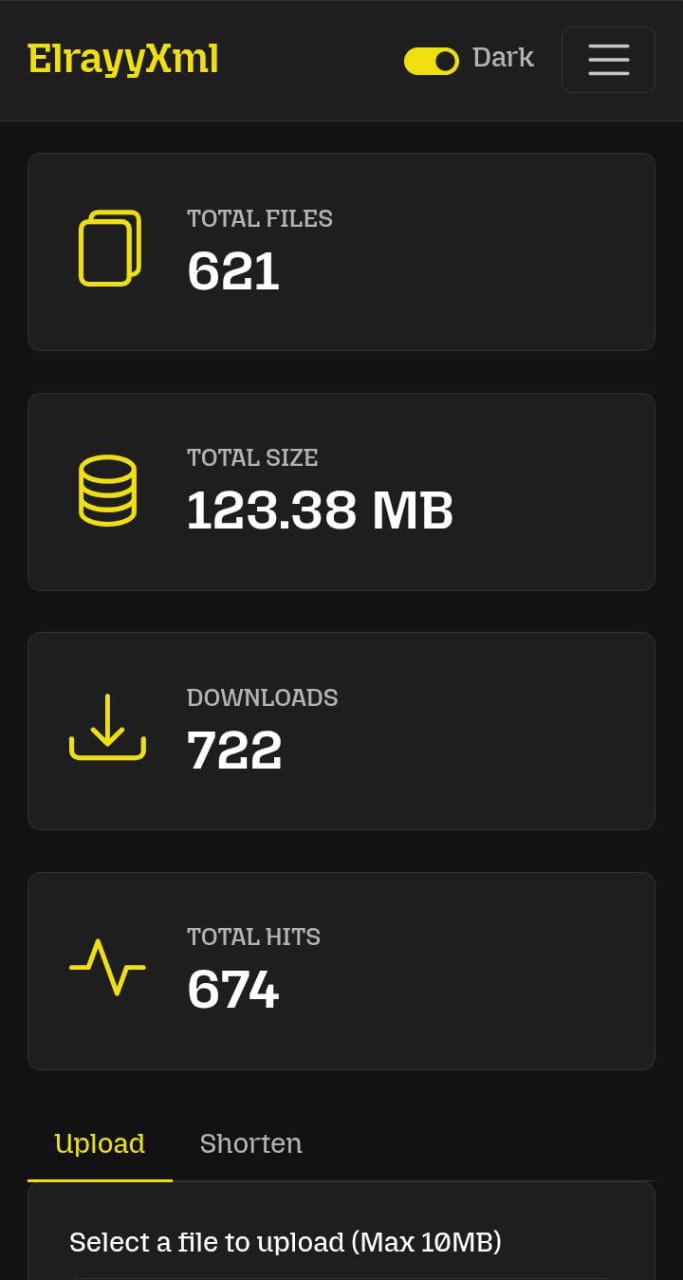 ElrayyXml
Dark
TOTAL FILES
621
TOTAL SIZE
123.38 MB
DOWNLOADS
722
TOTAL HITS
674
Upload Shorten
Select a file to upload (Max 10MB)